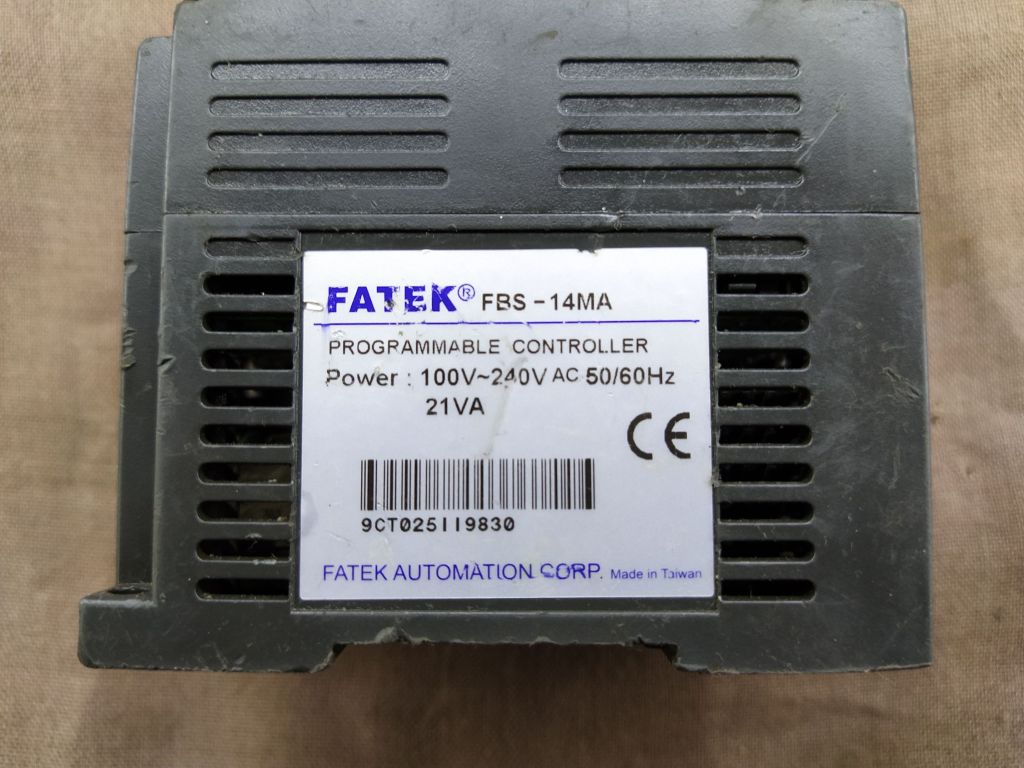 FATEK® FBS -14MA
PROGRAMMABLE CONTROLLER
Power : 100V~240V AC 50/60Hz
21VA
CE
9CT025II9830
FATEK AUTOMATION CORP. Made in Taiwan